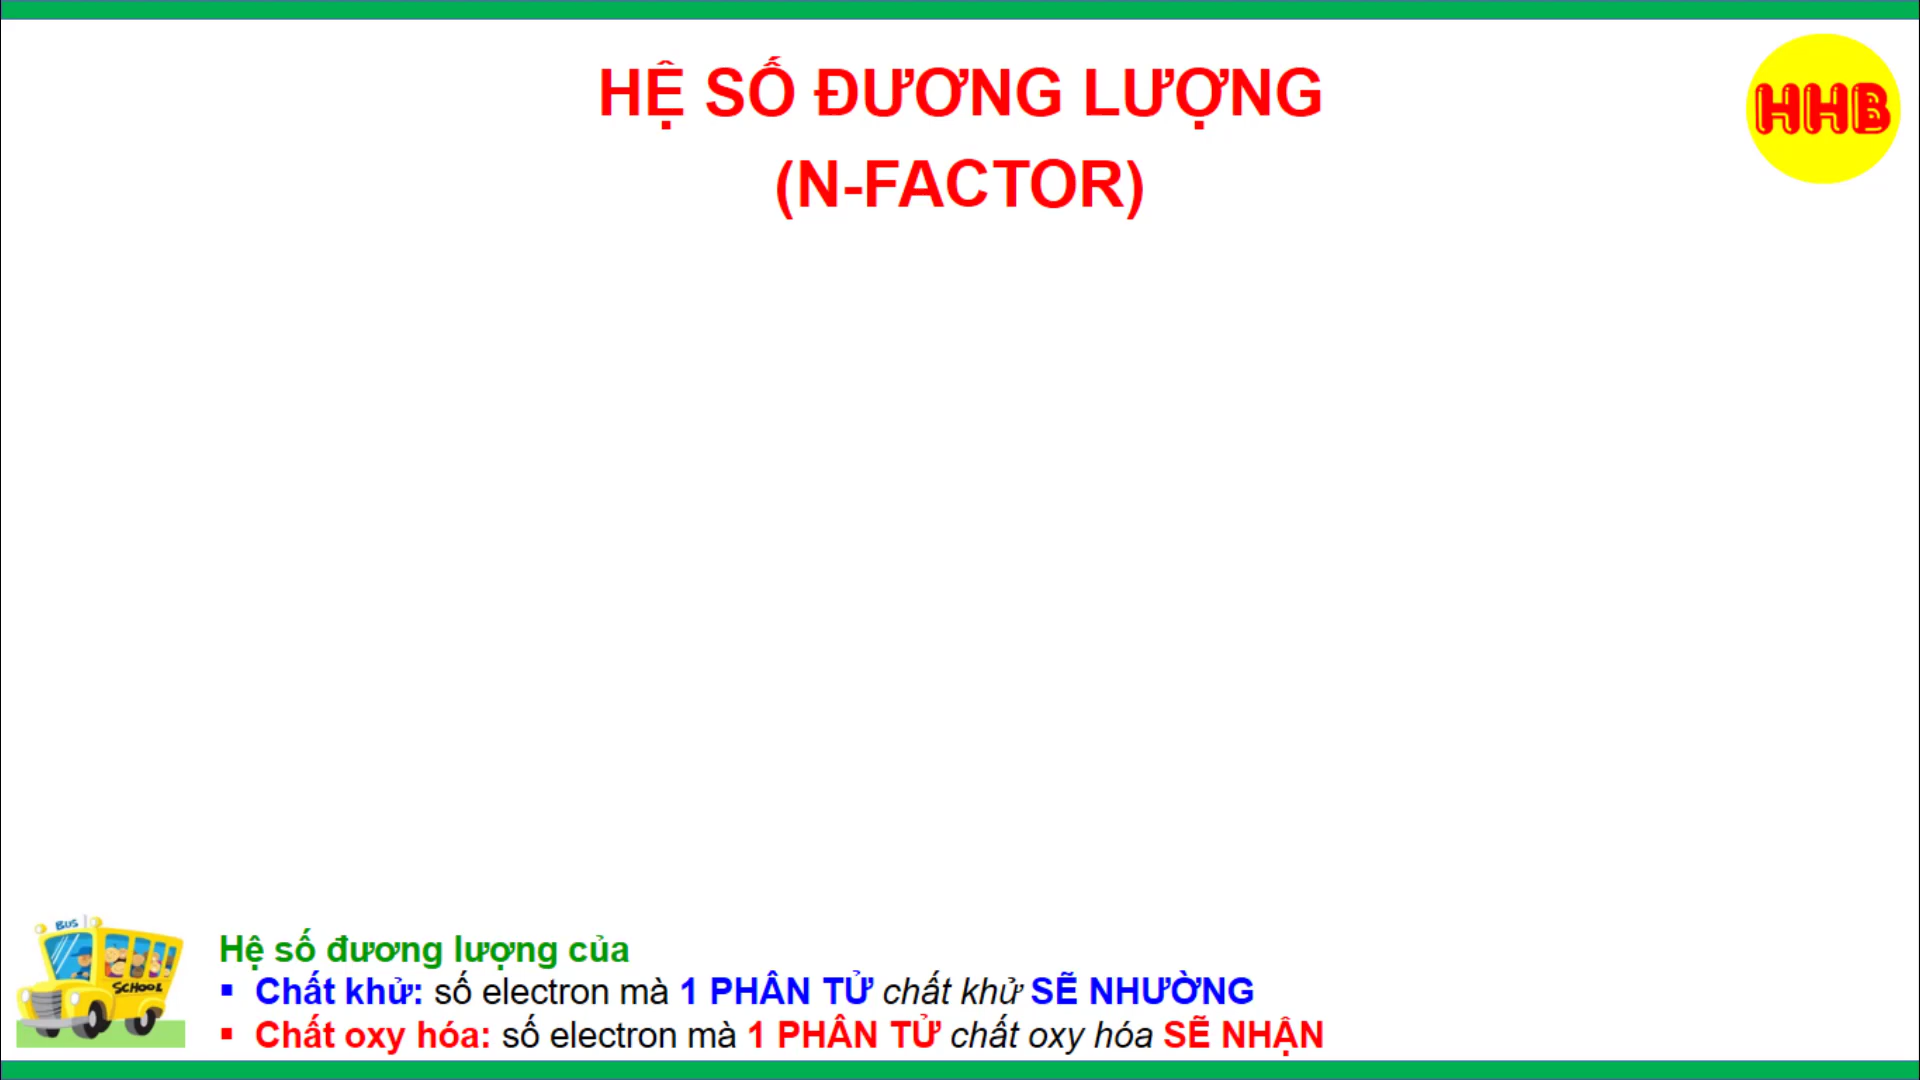 HỆ SỐ ĐƯƠNG LƯỢNG
(N-FACTOR)
HHB
BUS
SCHOOL
Hệ số đương lượng của
▪ Chất khử: số electron mà 1 PHÂN TỬ chất khử SẼ NHƯỜNG
▪ Chất oxy hóa: số electron mà 1 PHÂN TỬ chất oxy hóa SẼ NHẬN